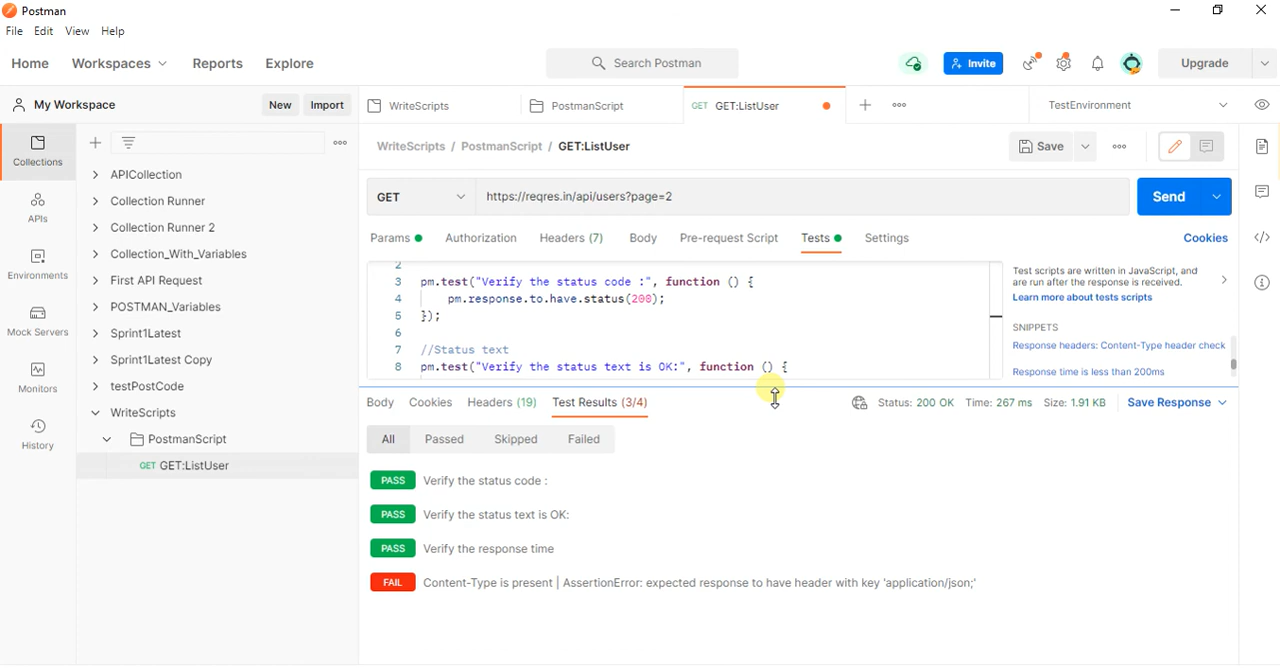 Postman
File Edit View Help
Home Workspaces Reports Explore Search Postman Invite Upgrade
My Workspace New Import WriteScripts PostmanScript GET GET:ListUser TestEnvironment
Collections
APIs
Environments
Mock Servers
Monitors
History
APICollection
Collection Runner
Collection Runner 2
Collection_With_Variables
First API Request
POSTMAN_Variables
Sprint1Latest
Sprint1Latest Copy
testPostCode
WriteScripts
PostmanScript
GET GET:ListUser
WriteScripts / PostmanScript / GET:ListUser Save
GET https://reqres.in/api/users?page=2 Send
Params Authorization Headers (7) Body Pre-request Script Tests Settings Cookies
2
3 pm.test("Verify the status code :", function () {
4 pm.response.to.have.status(200);
5 });
6
7 //Status text
8 pm.test("Verify the status text is OK:", function () {
Test scripts are written in JavaScript, and
are run after the response is received.
Learn more about tests scripts
SNIPPETS
Response headers: Content-Type header check
Response time is less than 200ms
Body Cookies Headers (19) Test Results (3/4) Status: 200 OK Time: 267 ms Size: 1.91 KB Save Response
All Passed Skipped Failed
PASS Verify the status code :
PASS Verify the status text is OK:
PASS Verify the response time
FAIL Content-Type is present | AssertionError: expected response to have header with key 'application/json;'